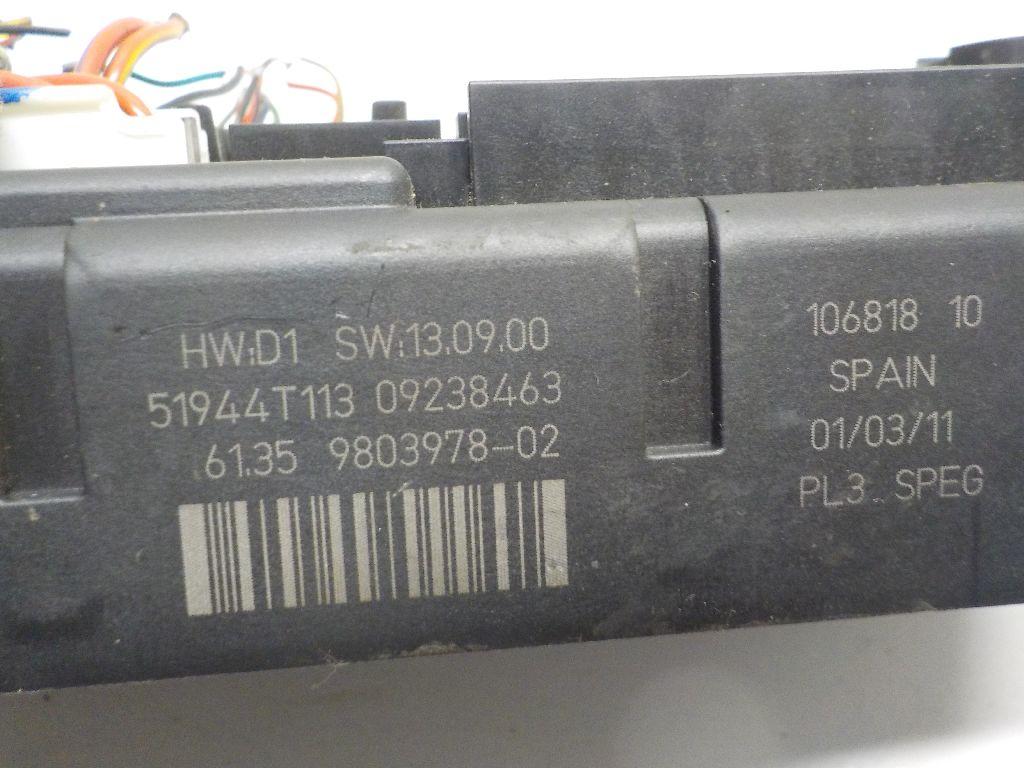 HW:D1 SW:13.09.00
51944T113 09238463
61.35 9803978-02
106818 10
SPAIN
01/03/11
PL3 SPEG